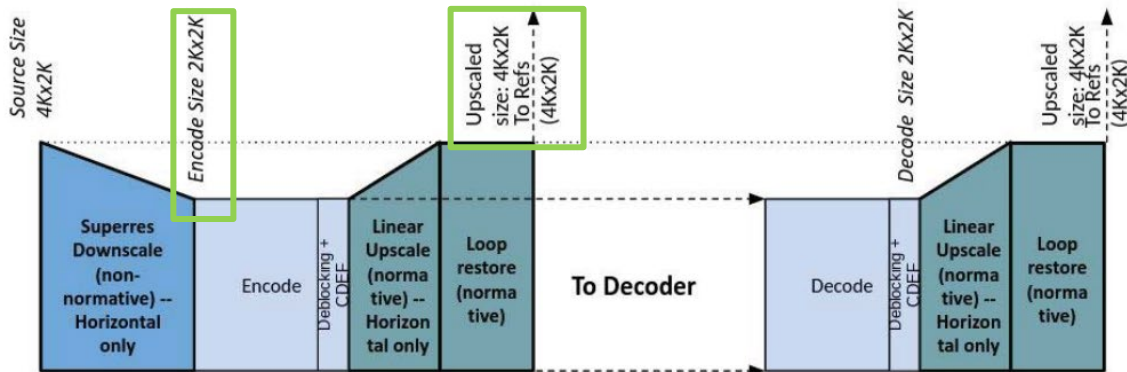 Source Size
4Kx2K
Encode Size 2Kx2K
Upscaled
size: 4Kx2K
To Refs
(4Kx2K)
Decode Size 2Kx2K
Upscaled
size: 4Kx2K
To Refs
(4Kx2K)
Superres
Downscale
(non-
normative) --
Horizontal
only
Encode
Deblocking +
CDEF
Linear
Upscale
(norma
tive) --
Horizon
tal only
Loop
restore
(norma
tive)
To Decoder
Decode
Deblocking +
CDEF
Linear
Upscale
(norma
tive) --
Horizon
tal only
Loop
restore
(norma
tive)